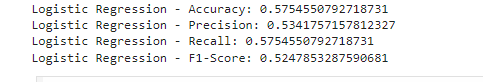 Logistic Regression - Accuracy: 0.5754550792718731
Logistic Regression - Precision: 0.5341757157812327
Logistic Regression - Recall: 0.5754550792718731
Logistic Regression - F1-Score: 0.5247853287590681